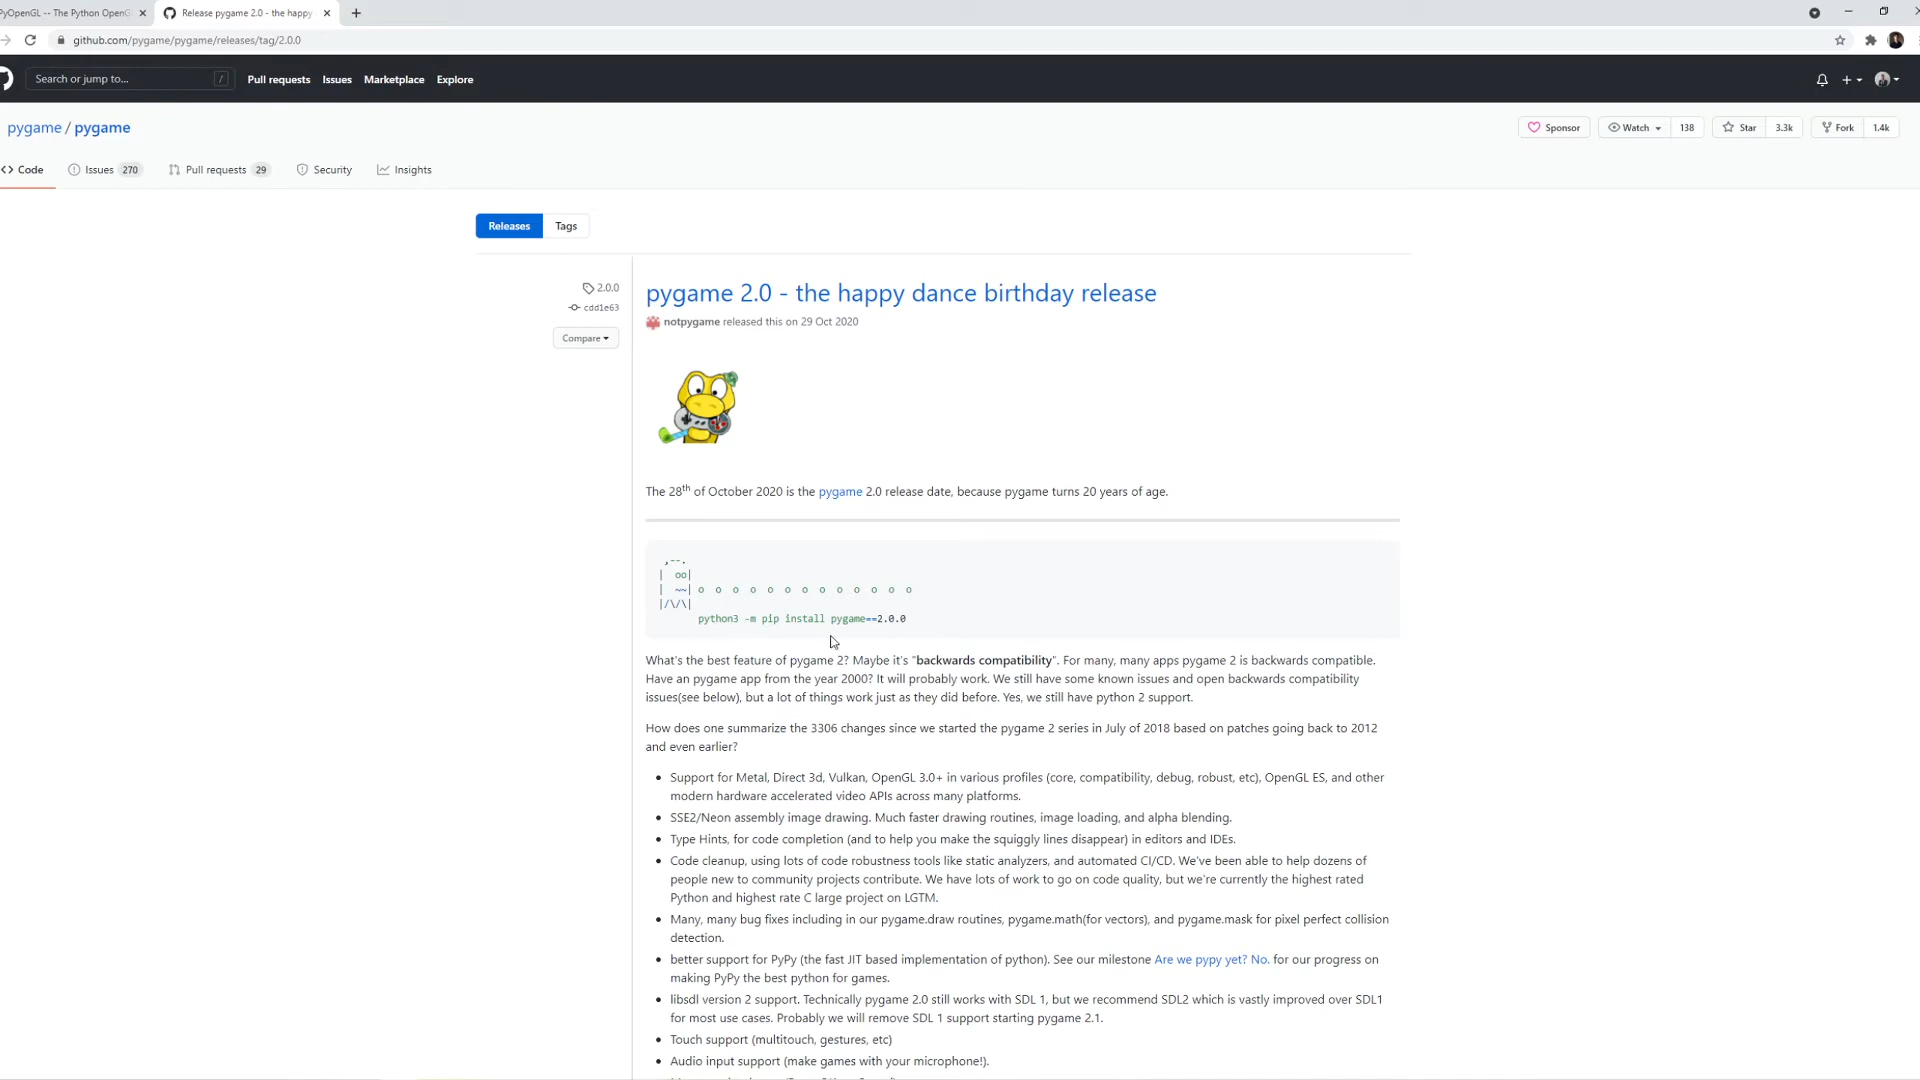 PyOpenGL -- The Python OpenG
Release pygame 2.0 - the happy
github.com/pygame/pygame/releases/tag/2.0.0
Search or jump to...
/
Pull requests
Issues
Marketplace
Explore
pygame / pygame
Sponsor
Watch
138
Star
3.3k
Fork
1.4k
<> Code
Issues 270
Pull requests 29
Security
Insights
Releases
Tags
2.0.0
cdd1e63
Compare
pygame 2.0 - the happy dance birthday release
notpygame released this on 29 Oct 2020
The 28th of October 2020 is the pygame 2.0 release date, because pygame turns 20 years of age.
,--.
| oo|
| ~~| o o o o o o o o o o o o o
|/\/\|
python3 -m pip install pygame==2.0.0
What's the best feature of pygame 2? Maybe it's "backwards compatibility". For many, many apps pygame 2 is backwards compatible.
Have an pygame app from the year 2000? It will probably work. We still have some known issues and open backwards compatibility
issues(see below), but a lot of things work just as they did before. Yes, we still have python 2 support.
How does one summarize the 3306 changes since we started the pygame 2 series in July of 2018 based on patches going back to 2012
and even earlier?
• Support for Metal, Direct 3d, Vulkan, OpenGL 3.0+ in various profiles (core, compatibility, debug, robust, etc), OpenGL ES, and other
modern hardware accelerated video APIs across many platforms.
• SSE2/Neon assembly image drawing. Much faster drawing routines, image loading, and alpha blending.
• Type Hints, for code completion (and to help you make the squiggly lines disappear) in editors and IDEs.
• Code cleanup, using lots of code robustness tools like static analyzers, and automated CI/CD. We've been able to help dozens of
people new to community projects contribute. We have lots of work to go on code quality, but we're currently the highest rated
Python and highest rate C large project on LGTM.
• Many, many bug fixes including in our pygame.draw routines, pygame.math(for vectors), and pygame.mask for pixel perfect collision
detection.
• better support for PyPy (the fast JIT based implementation of python). See our milestone Are we pypy yet? No. for our progress on
making PyPy the best python for games.
• libsdl version 2 support. Technically pygame 2.0 still works with SDL 1, but we recommend SDL2 which is vastly improved over SDL1
for most use cases. Probably we will remove SDL 1 support starting pygame 2.1.
• Touch support (multitouch, gestures, etc)
• Audio input support (make games with your microphone!).